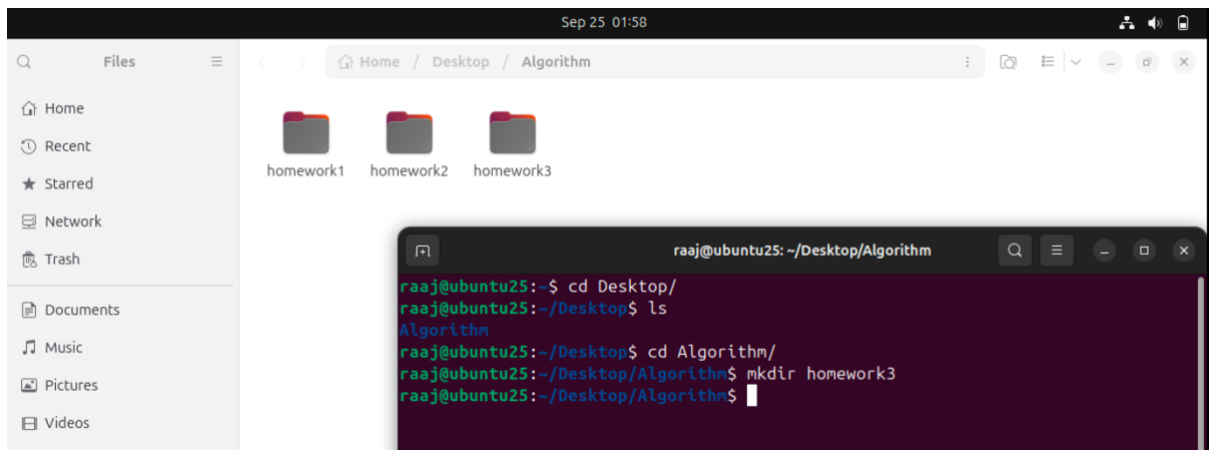 Sep 25 01:58
Files
Home / Desktop / Algorithm
Home
Recent
Starred
Network
Trash
Documents
Music
Pictures
Videos
homework1 homework2 homework3
raaj@ubuntu25: ~/Desktop/Algorithm
raaj@ubuntu25:~$ cd Desktop/
raaj@ubuntu25:~/Desktop$ ls
Algorithm
raaj@ubuntu25:~/Desktop$ cd Algorithm/
raaj@ubuntu25:~/Desktop/Algorithm$ mkdir homework3
raaj@ubuntu25:~/Desktop/Algorithm$